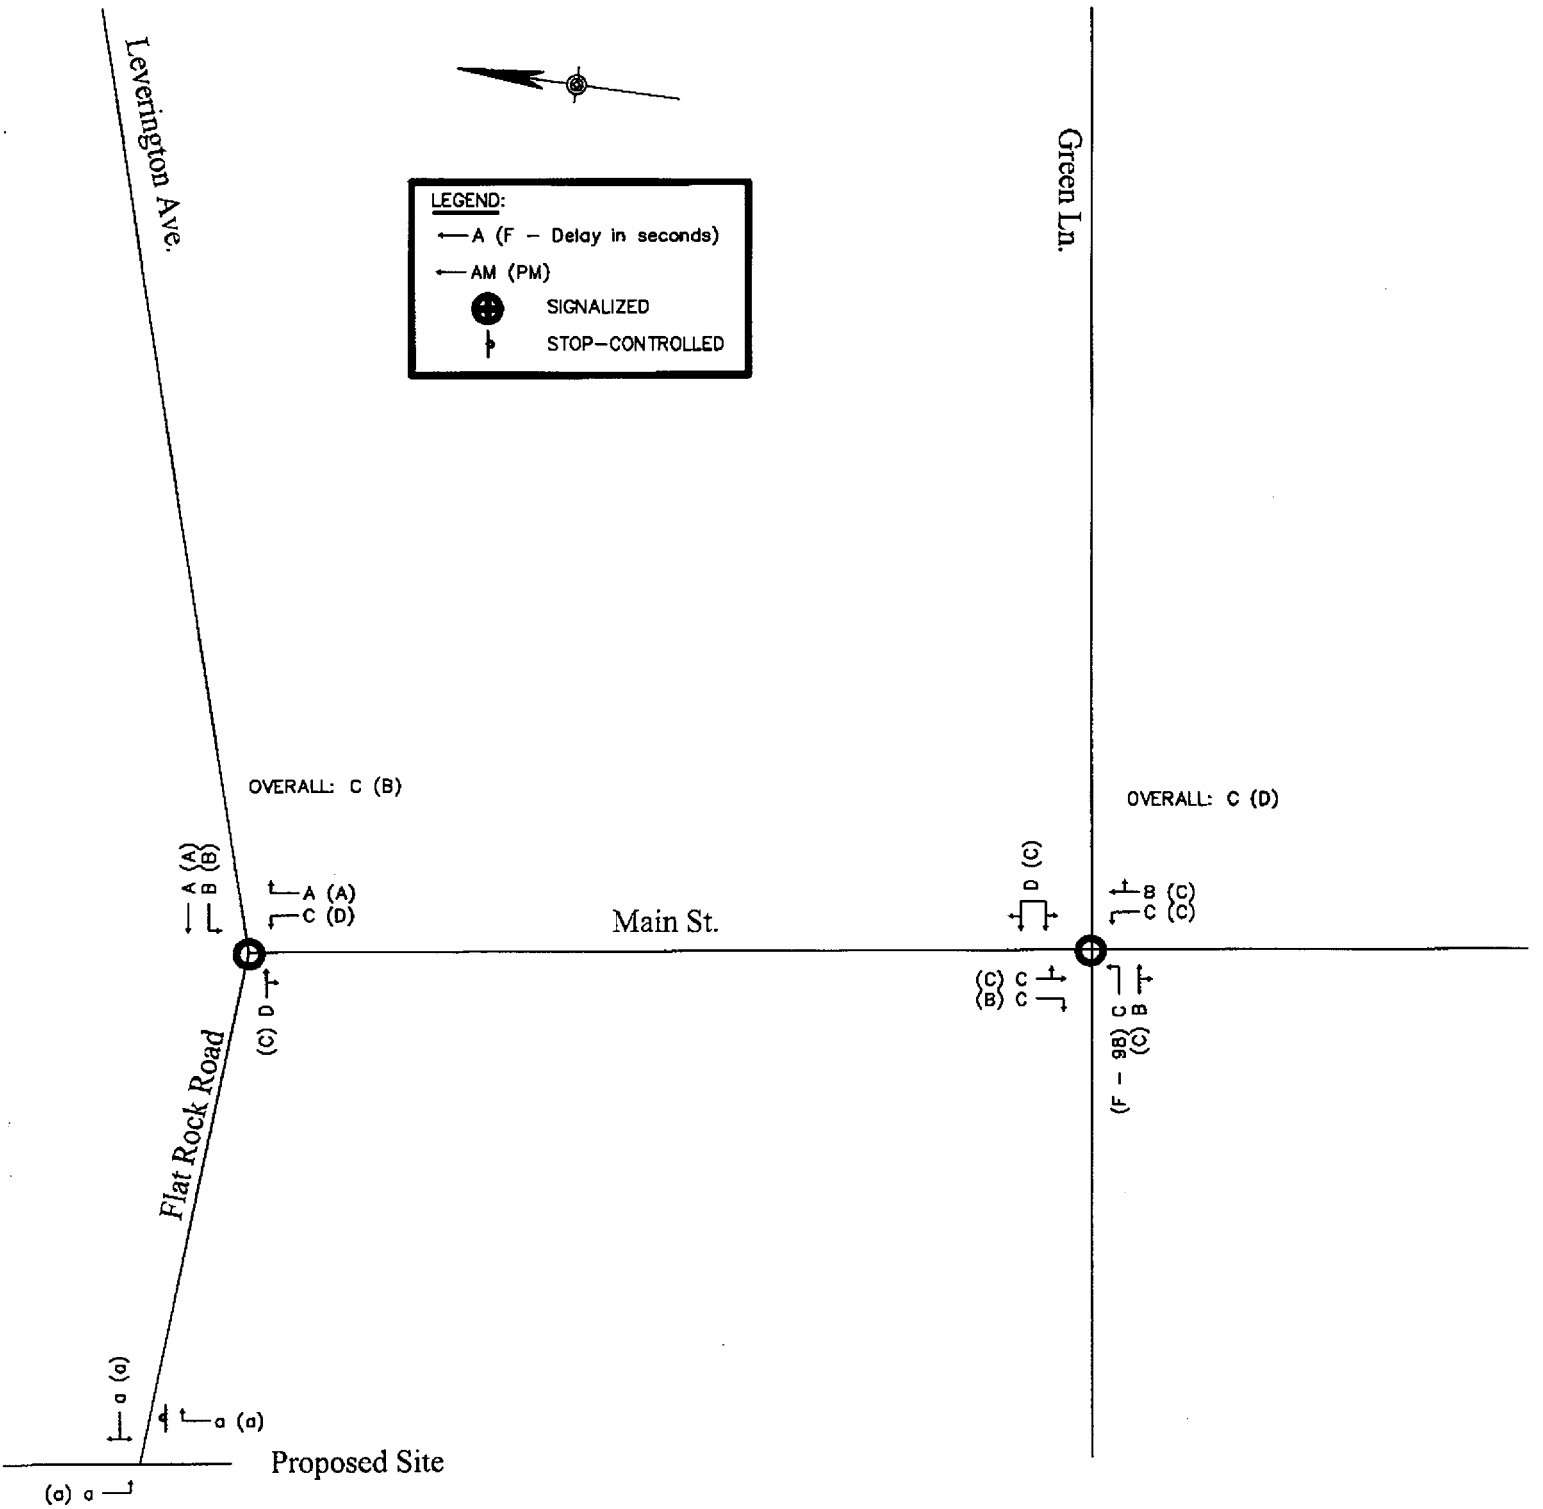 Leverington Ave.
Green Ln.
LEGEND:
A (F – Delay in seconds)
AM (PM)
SIGNALIZED
STOP–CONTROLLED
OVERALL: C (B)
OVERALL: C (D)
A (A)
B (B)
A (A)
C (D)
Main St.
D (C)
B (C)
C (C)
(C) D
(C) C
(B) C
(F – 98) C
(C) B
Flat Rock Road
a (a)
a (a)
Proposed Site
(a) a